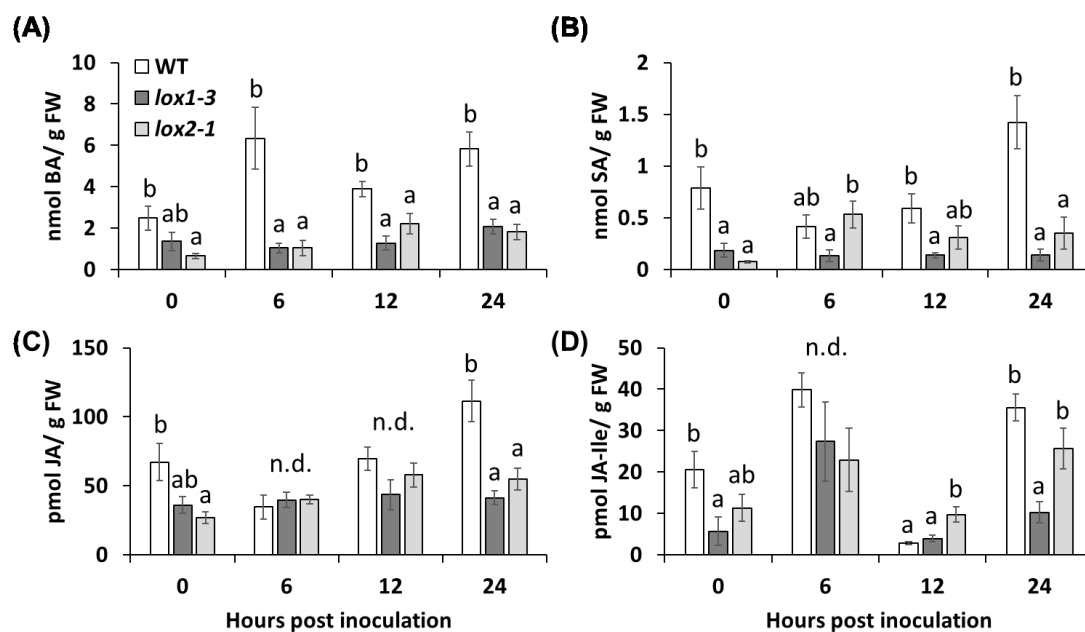 (A)
nmol BA/ g FW
10
8
6
4
2
0
WT
lox1-3
lox2-1
b ab a
b a a
b a a
b a a
0 6 12 24
(B)
nmol SA/ g FW
2
1.5
1
0.5
0
b a a
ab a b
b a ab
b a a
0 6 12 24
(C)
pmol JA/ g FW
150
100
50
0
b ab a
n.d.
n.d.
b a a
0 6 12 24
Hours post inoculation
(D)
pmol JA-Ile/ g FW
50
40
30
20
10
0
b a ab
n.d.
a a b
b a b
0 6 12 24
Hours post inoculation